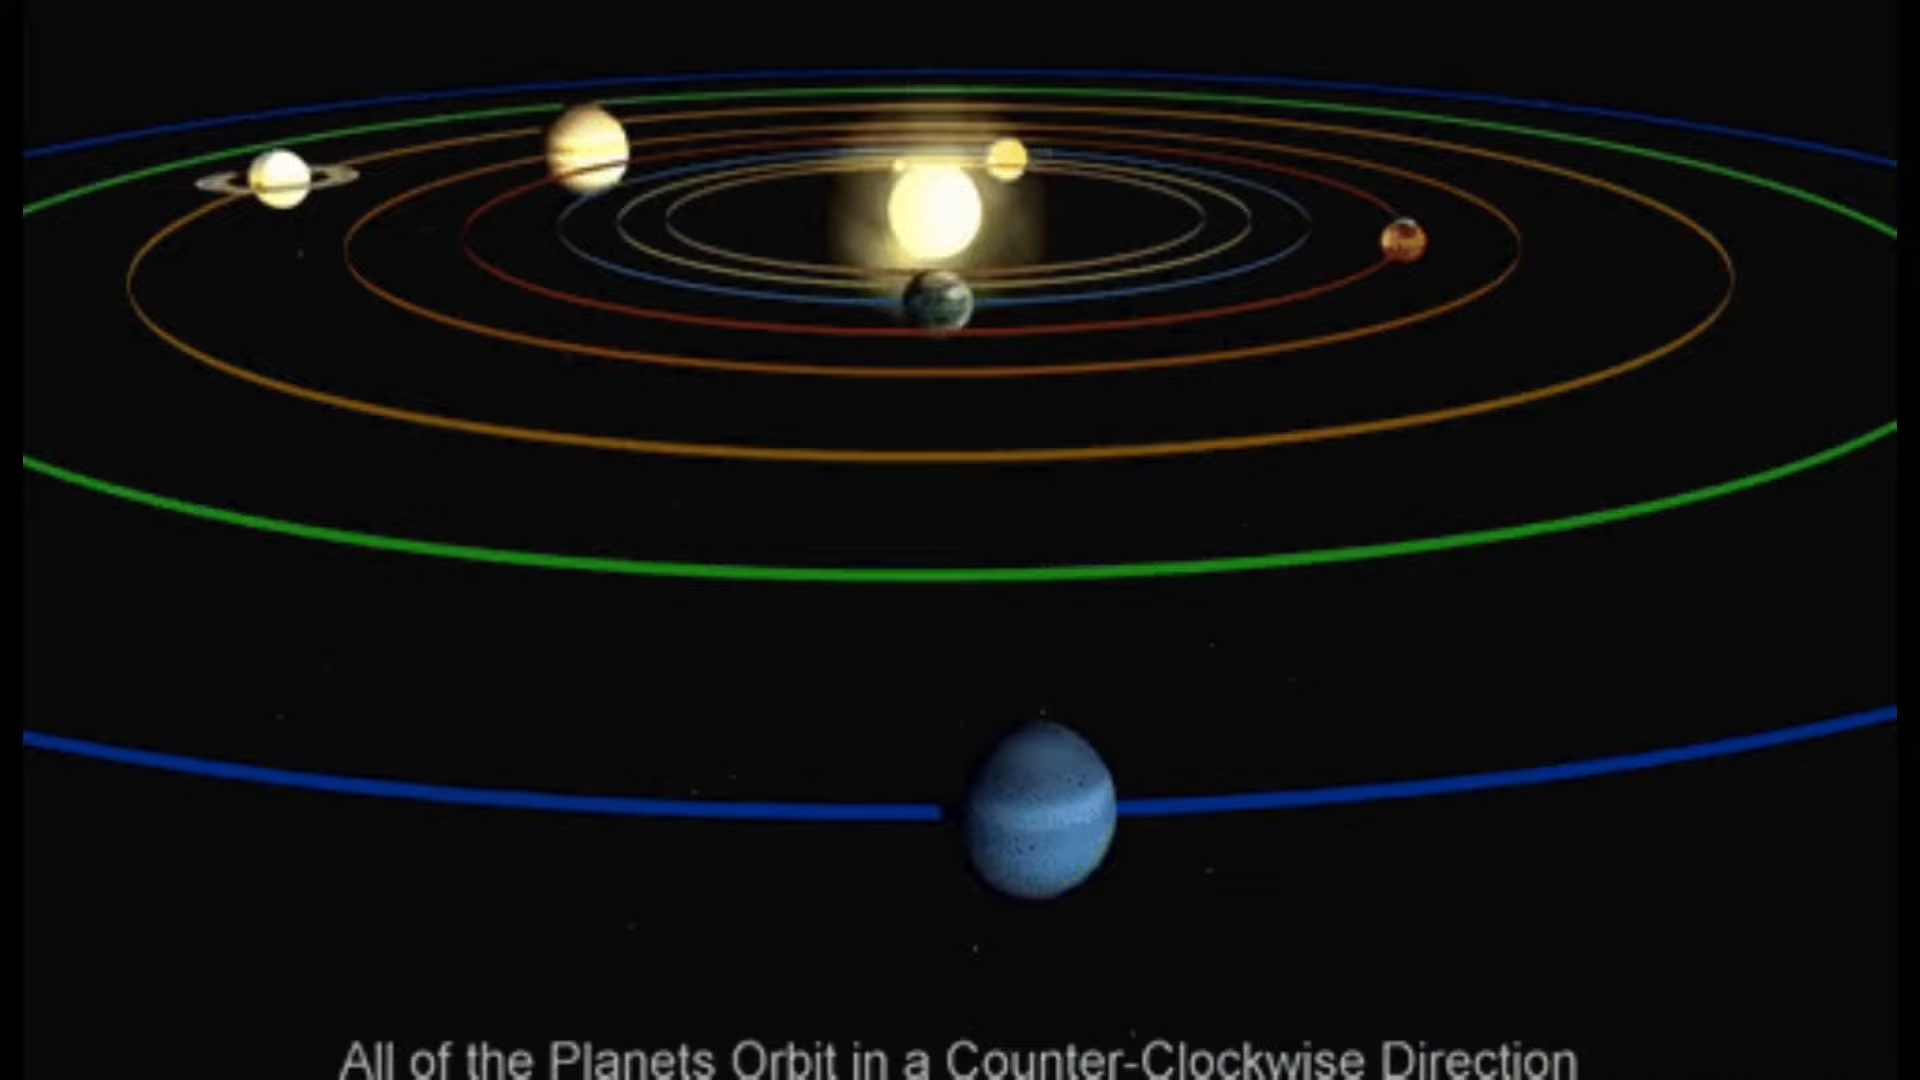 All of the Planets Orbit in a Counter-Clockwise Direction